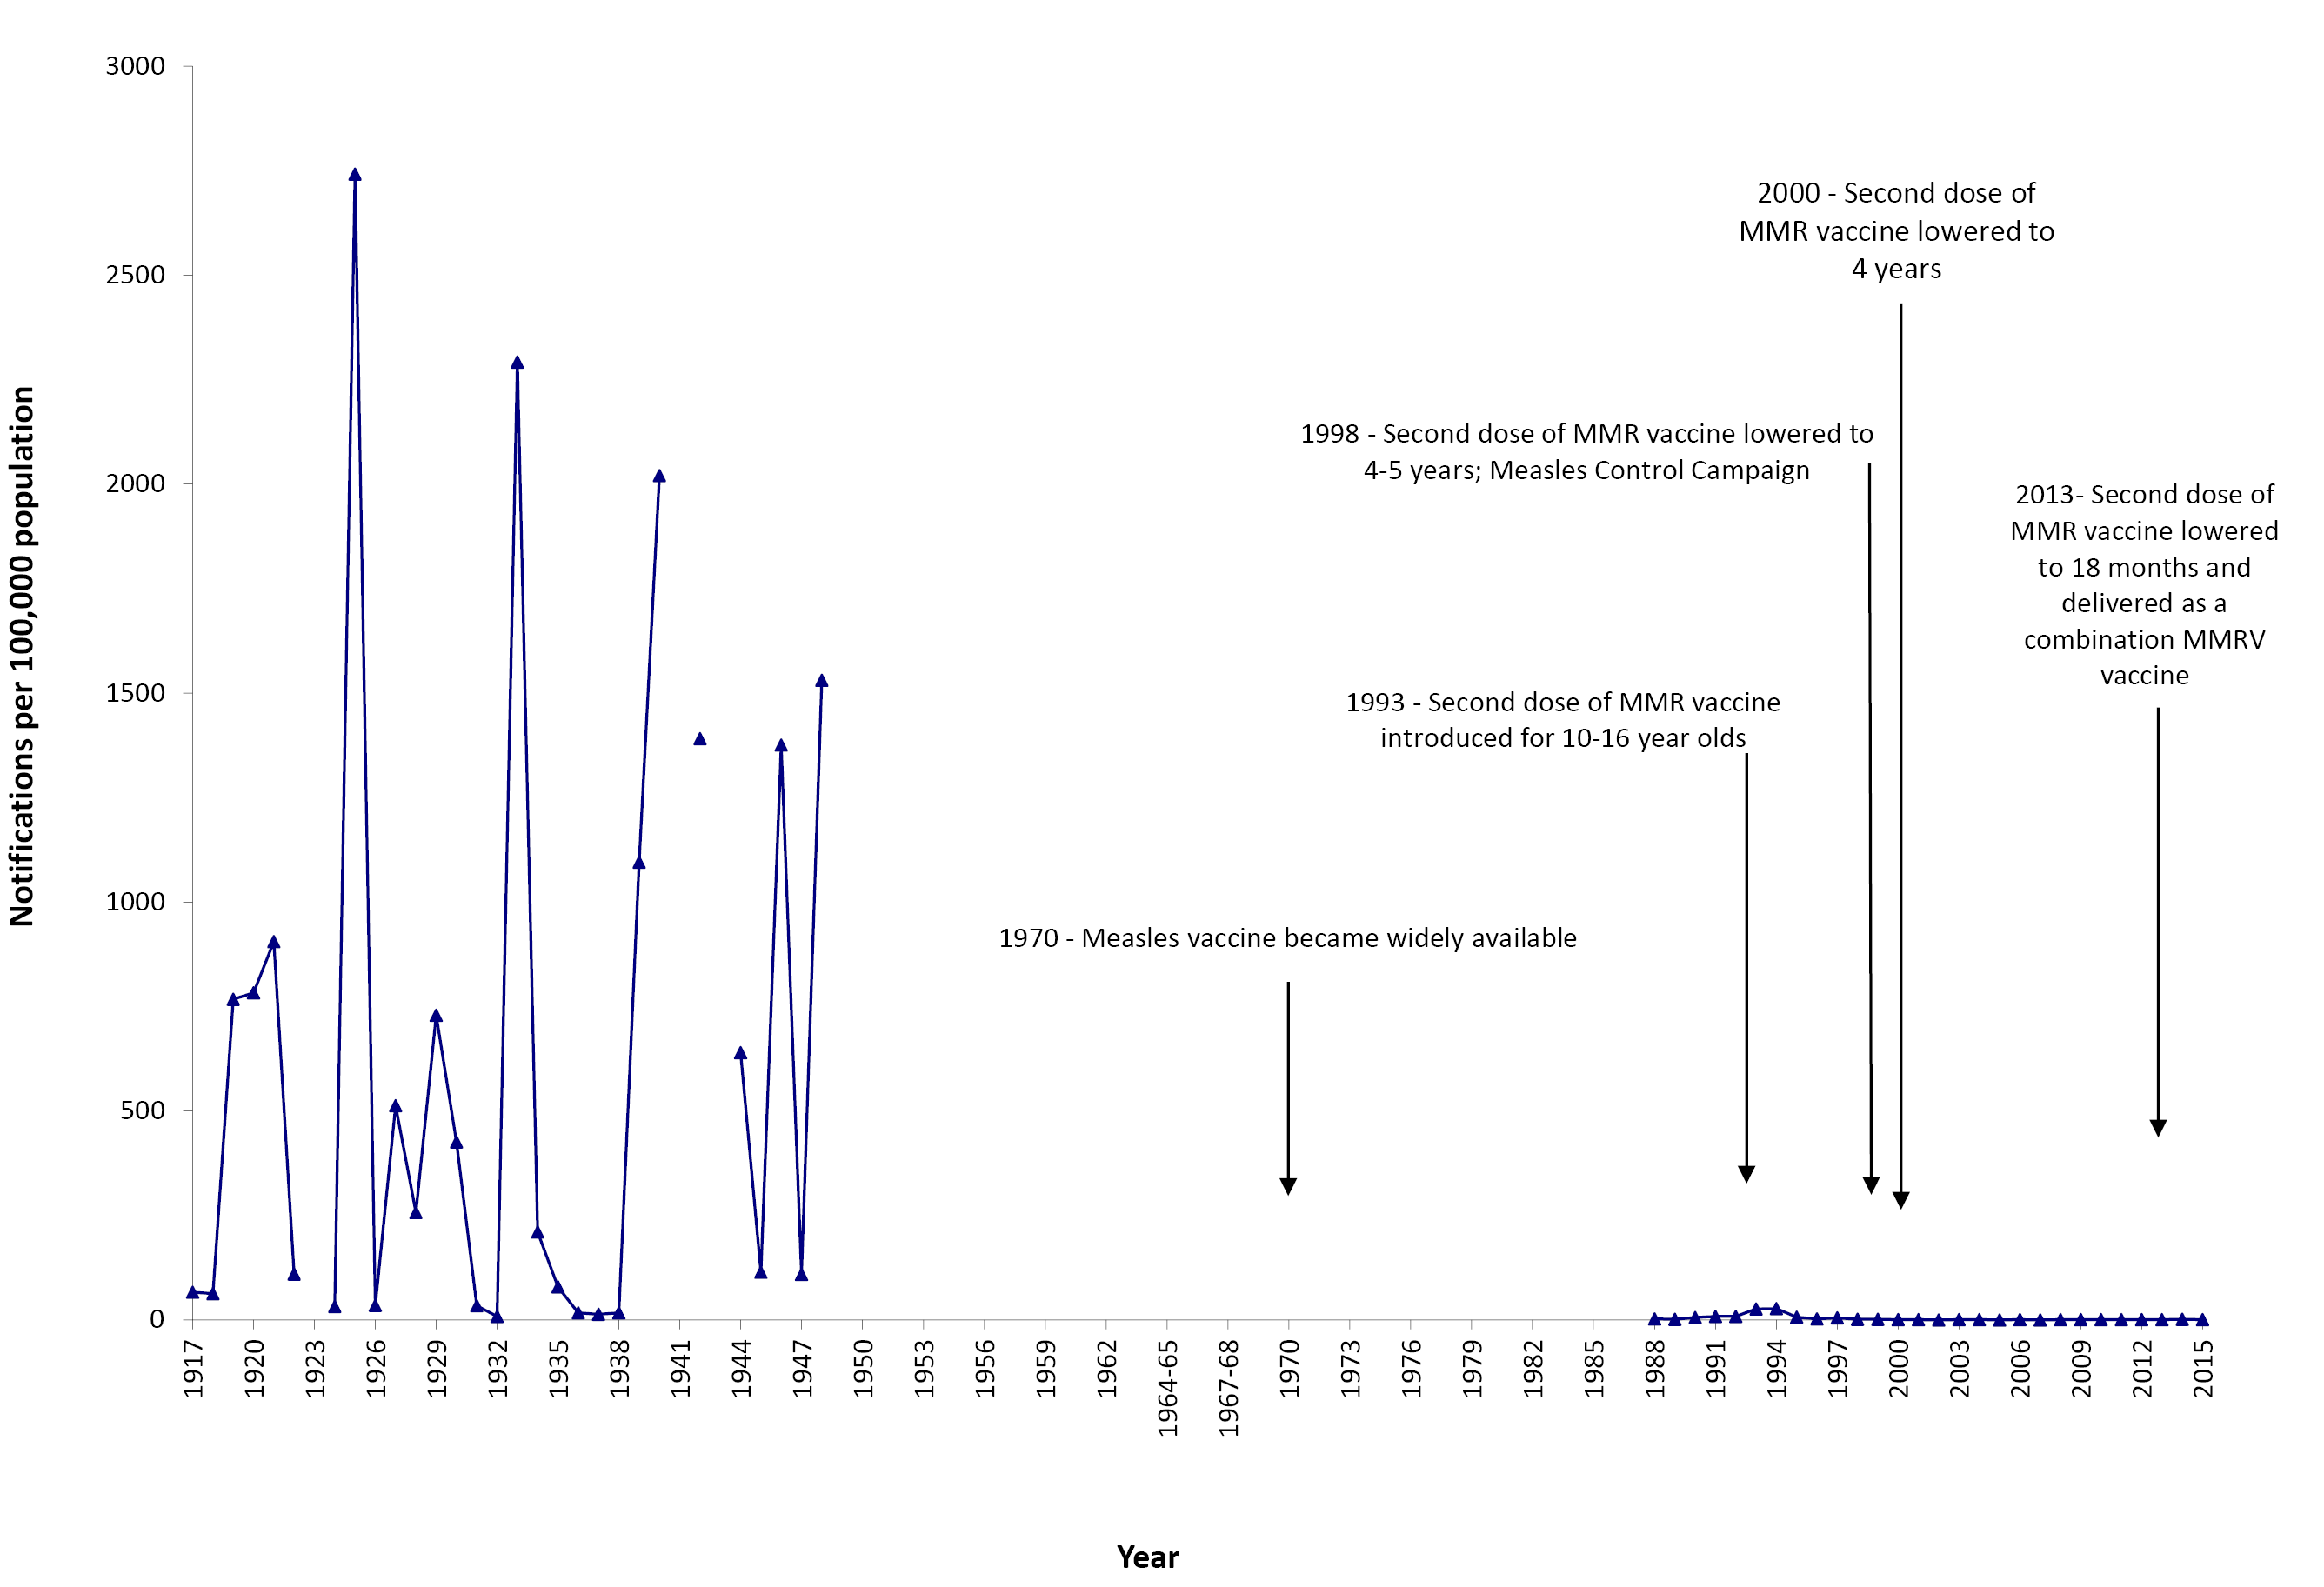 3000
2500
2000
1500
1000
500
0
Notifications per 100,000 population
2000 - Second dose of
MMR vaccine lowered to
4 years
1998 - Second dose of MMR vaccine lowered to
4-5 years; Measles Control Campaign
2013- Second dose of
MMR vaccine lowered
to 18 months and
delivered as a
combination MMRV
vaccine
1993 - Second dose of MMR vaccine
introduced for 10-16 year olds
1970 - Measles vaccine became widely available
1917
1920
1923
1926
1929
1932
1935
1938
1941
1944
1947
1950
1953
1956
1959
1962
1964-65
1967-68
1970
1973
1976
1979
1982
1985
1988
1991
1994
1997
2000
2003
2006
2009
2012
2015
Year